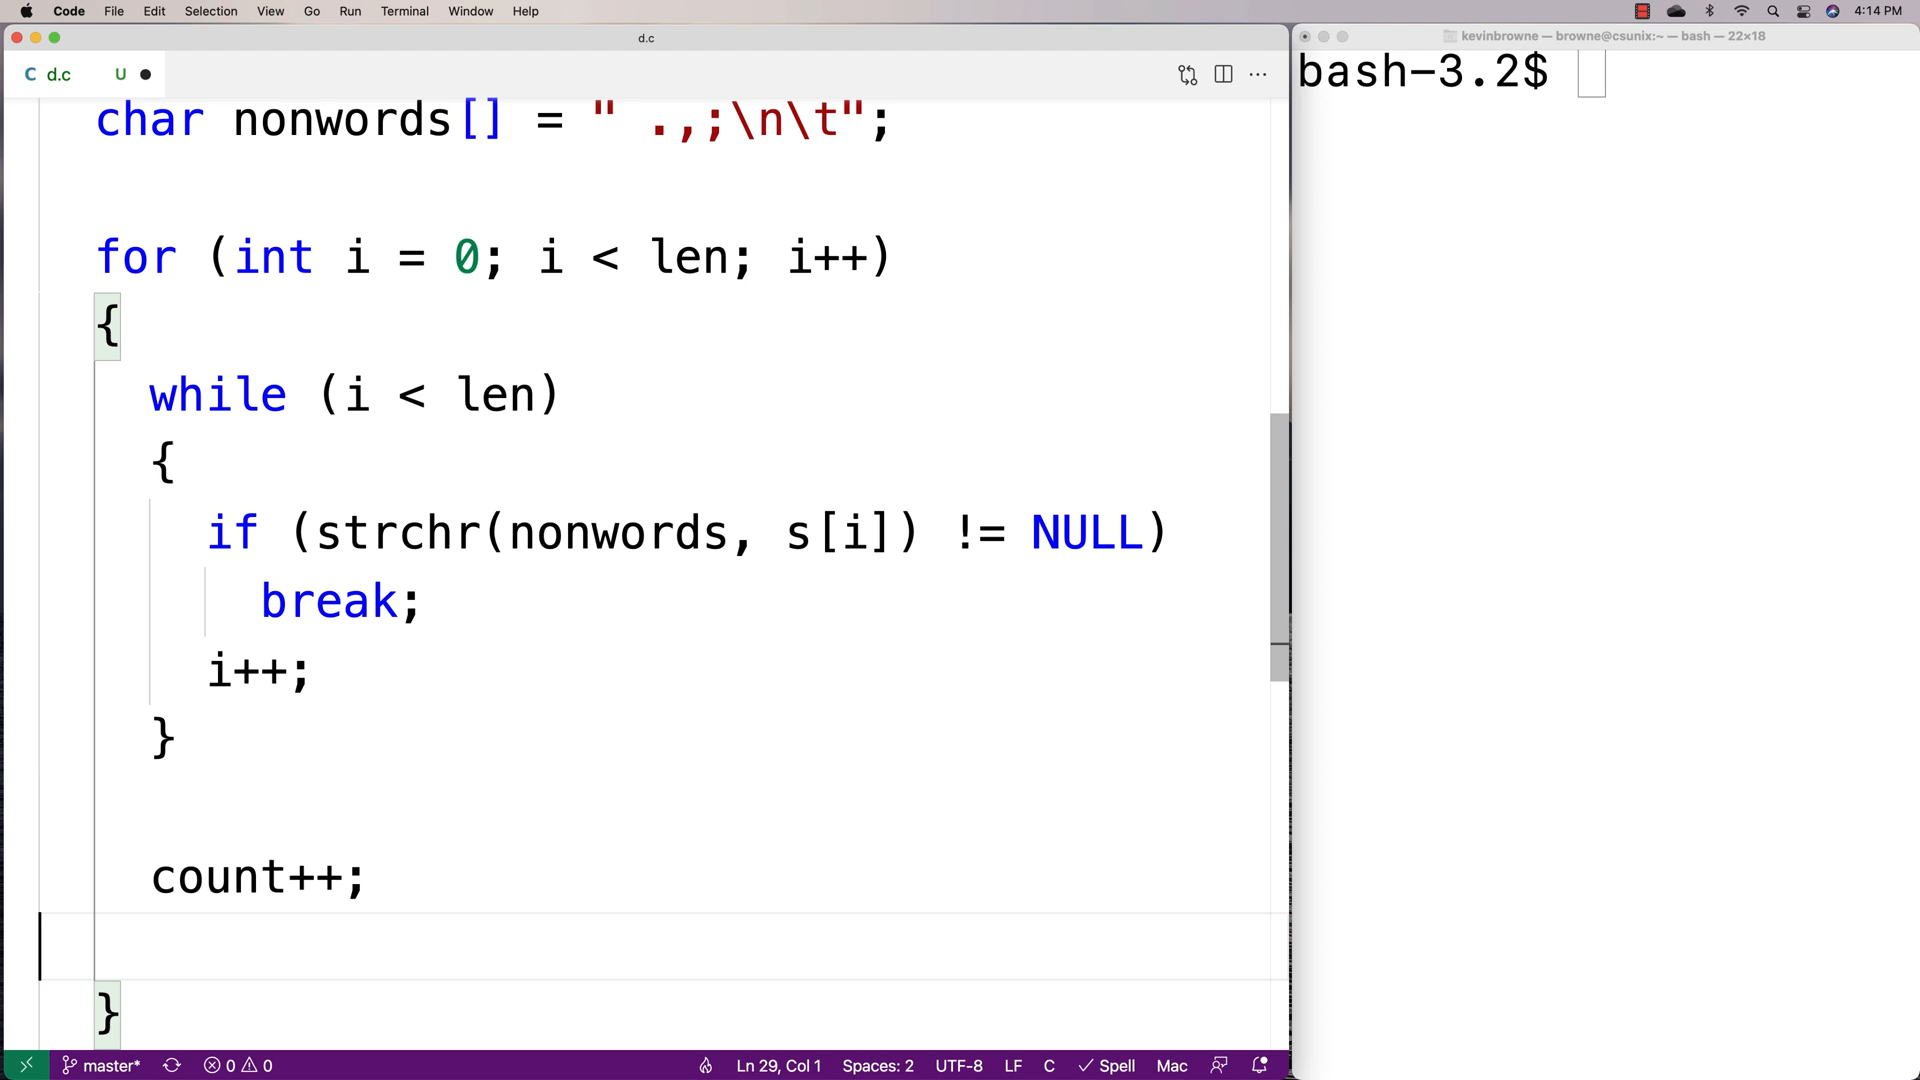 Code File Edit Selection View Go Run Terminal Window Help 4:14 PM
d.c
kevinbrowne — browne@csunix:~ — bash — 22×18
C d.c U
bash-3.2$
char nonwords[] = " .,;\n\t";
for (int i = 0; i < len; i++)
{
while (i < len)
{
if (strchr(nonwords, s[i]) != NULL)
break;
i++;
}
count++;
}
master* 0 0 Ln 29, Col 1 Spaces: 2 UTF-8 LF C Spell Mac